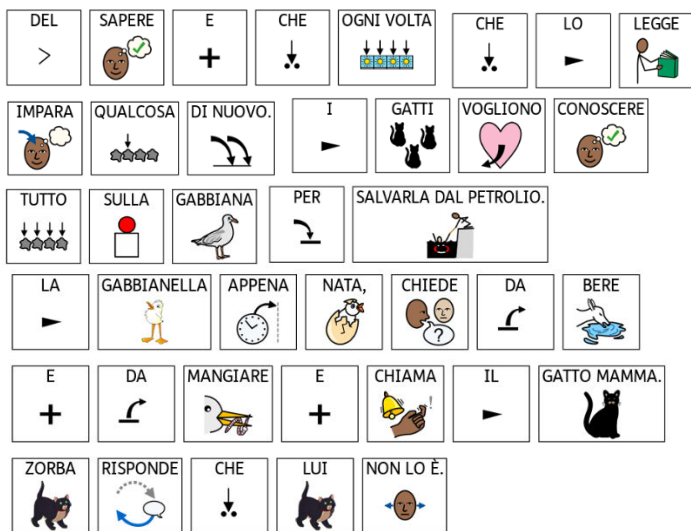 DEL SAPERE E CHE OGNI VOLTA CHE LO LEGGE
IMPARA QUALCOSA DI NUOVO. I GATTI VOGLIONO CONOSCERE
TUTTO SULLA GABBIANA PER SALVARLA DAL PETROLIO.
LA GABBIANELLA APPENA NATA, CHIEDE DA BERE
E DA MANGIARE E CHIAMA IL GATTO MAMMA.
ZORBA RISPONDE CHE LUI NON LO È.